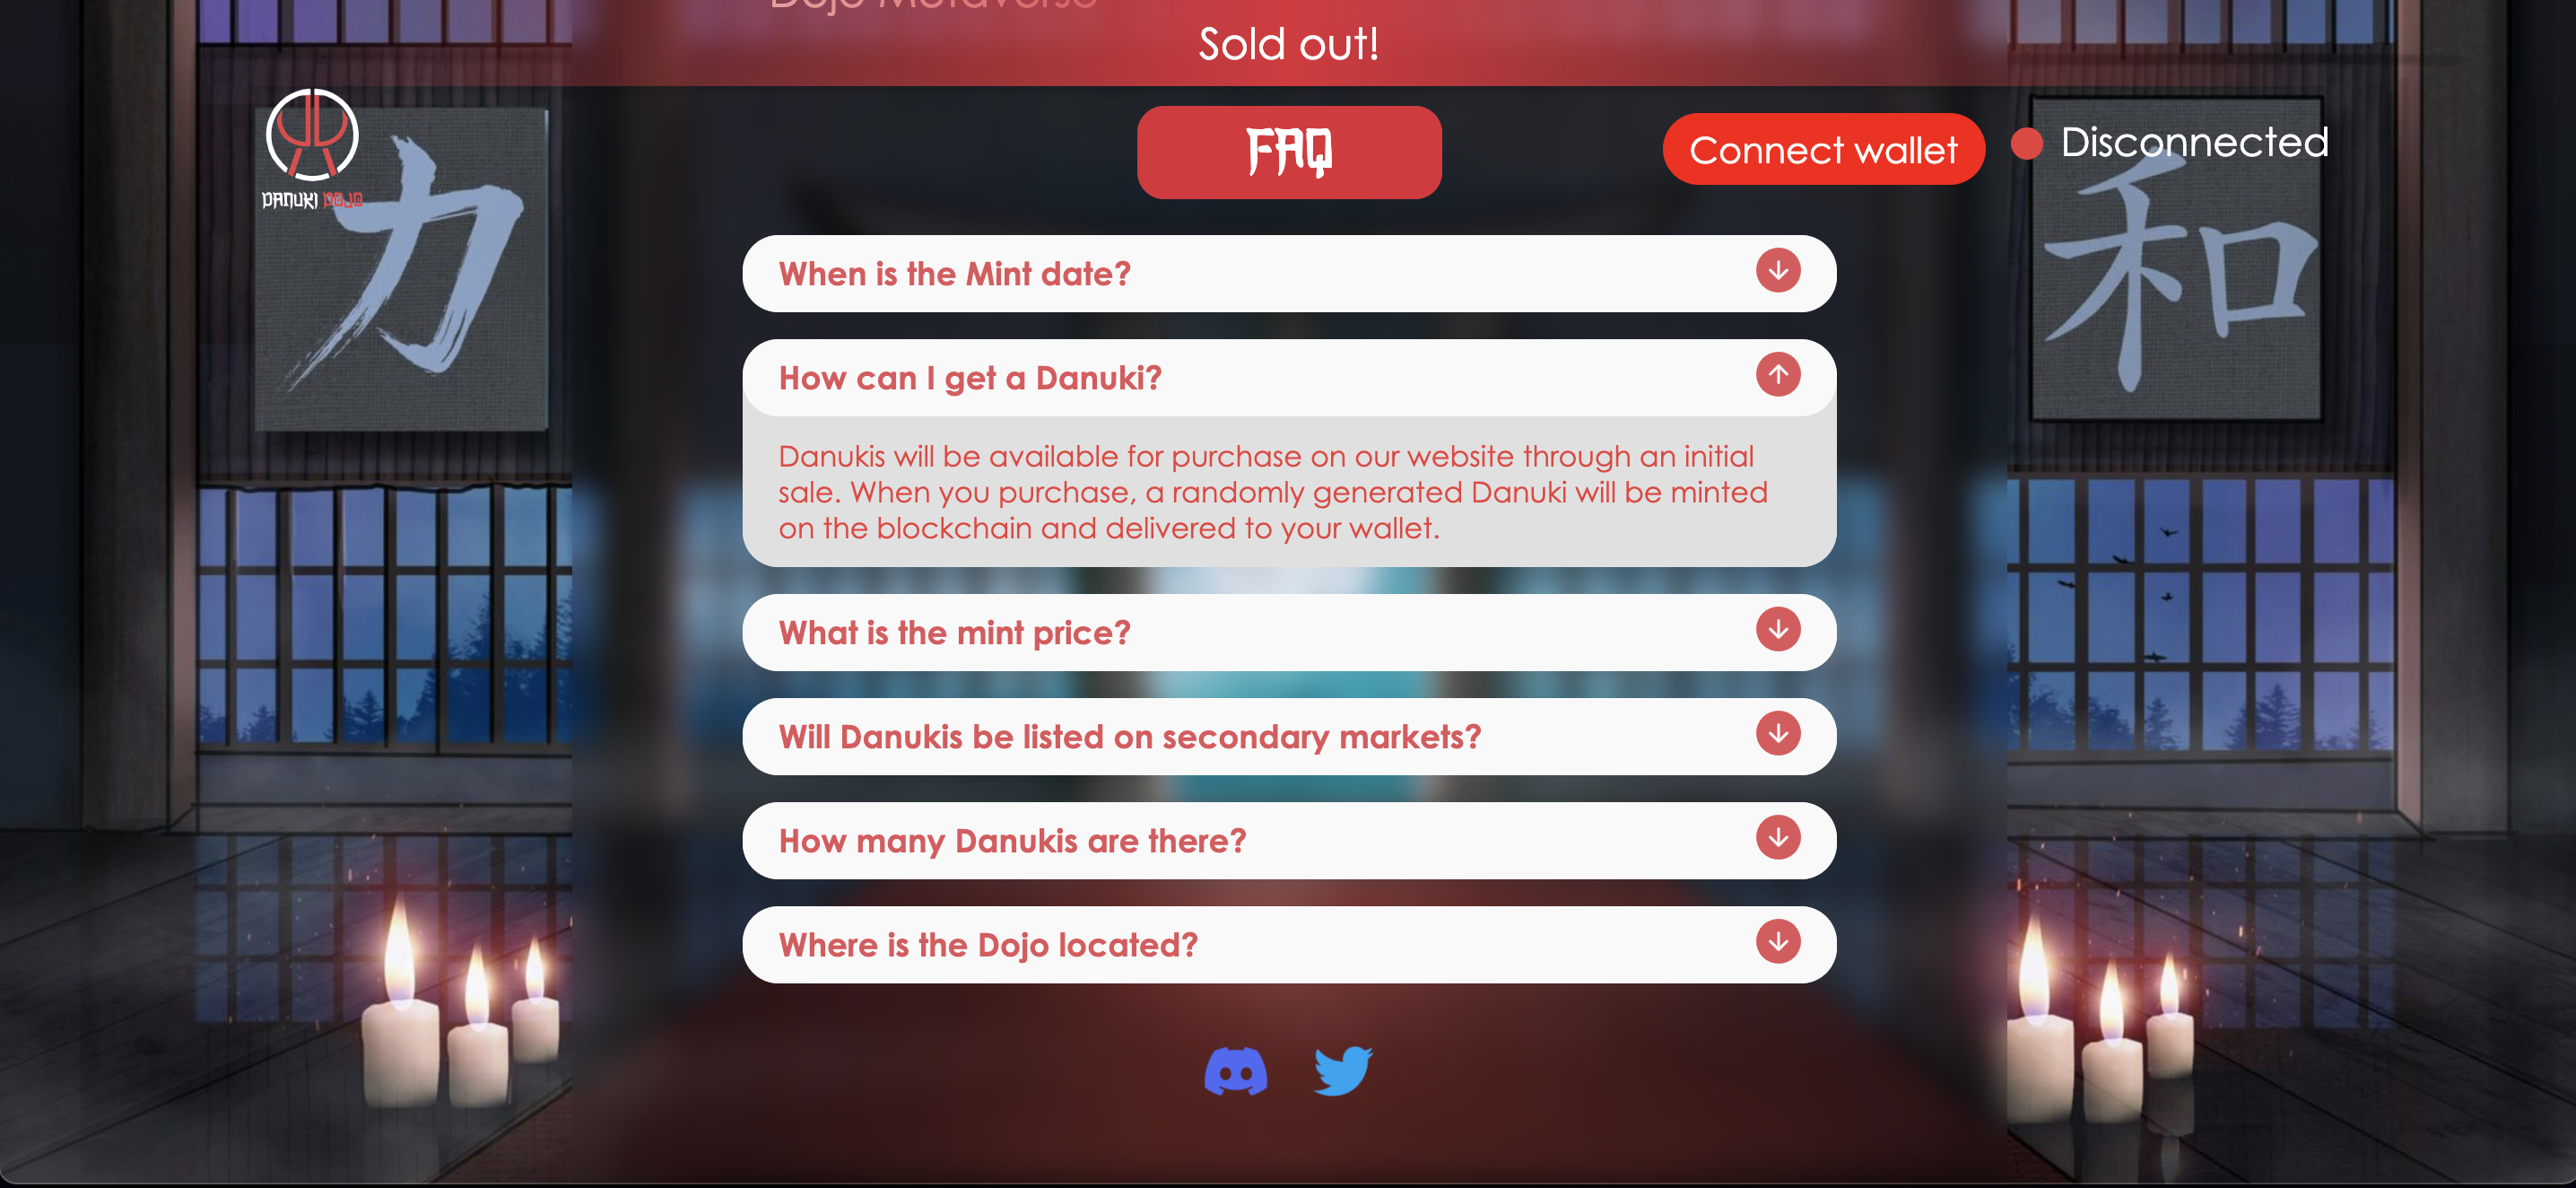 Dojo Metaverse
Sold out!
DANUKI DOJO
FAQ
Connect wallet
Disconnected
力
和
When is the Mint date?
How can I get a Danuki?
Danukis will be available for purchase on our website through an initial
sale. When you purchase, a randomly generated Danuki will be minted
on the blockchain and delivered to your wallet.
What is the mint price?
Will Danukis be listed on secondary markets?
How many Danukis are there?
Where is the Dojo located?